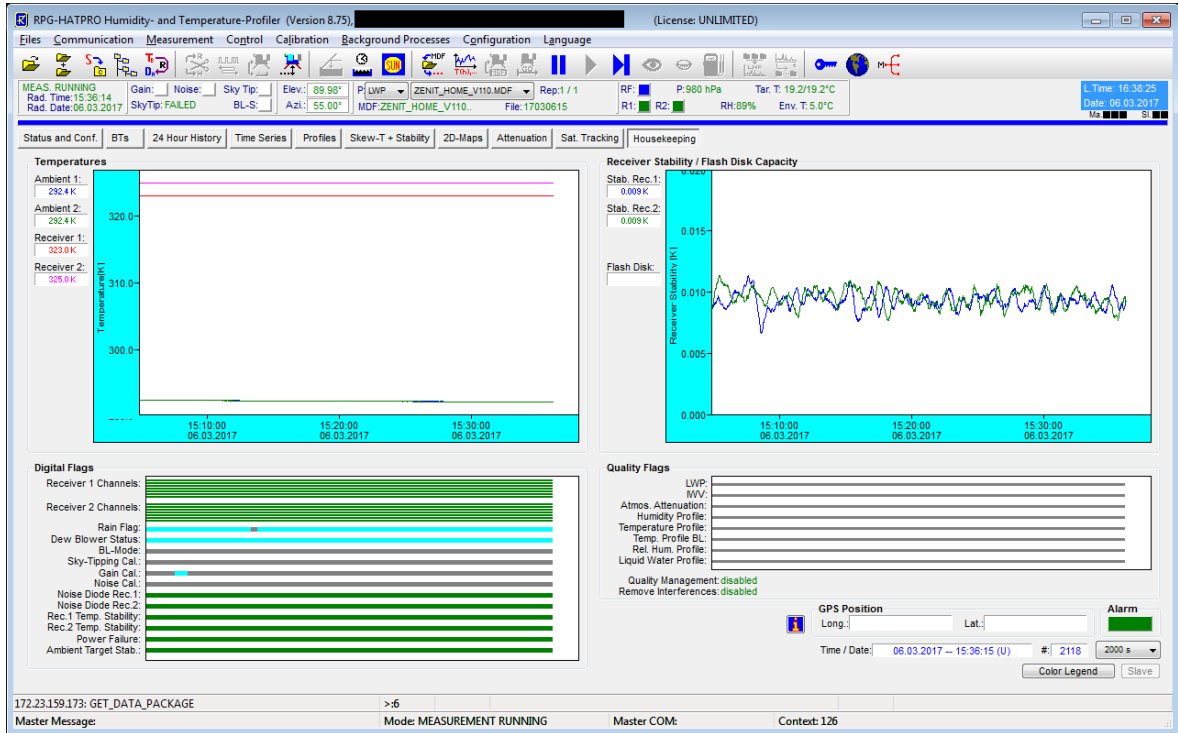 RPG-HATPRO Humidity- and Temperature-Profiler (Version 8.75), (License: UNLIMITED)
Files Communication Measurement Control Calibration Background Processes Configuration Language
MEAS. RUNNING Gain: Noise: Sky Tip: Elev.: 89.98° P: LWP ZENIT_HOME_V110.MDF Rep:1 / 1 RF: P:980 hPa Tar. T: 19.2/19.2°C L.Time: 16:38:25
Rad. Time:15:36:14
Rad. Date:06.03.2017 SkyTip: FAILED BL-S: Azi.: 55.00° MDF:ZENIT_HOME_V110.. File:17030615 R1: R2: RH:89% Env. T: 5.0°C Date: 06.03.2017
Ma. Sl.
Status and Conf. BTs 24 Hour History Time Series Profiles Skew-T + Stability 2D-Maps Attenuation Sat. Tracking Housekeeping
Temperatures
Ambient 1:
292.4 K
Ambient 2:
292.4 K
Receiver 1:
323.0 K
Receiver 2:
325.0 K
Temperature[K]
320.0
310.0
300.0
15:10:00 15:20:00 15:30:00
06.03.2017 06.03.2017 06.03.2017
Receiver Stability / Flash Disk Capacity
Stab. Rec.1:
0.009 K
Stab. Rec.2:
0.009 K
Flash Disk:
Receiver Stability [K]
0.020
0.015
0.010
0.005
0.000
15:10:00 15:20:00 15:30:00
06.03.2017 06.03.2017 06.03.2017
Digital Flags
Receiver 1 Channels:
Receiver 2 Channels:
Rain Flag:
Dew Blower Status:
BL-Mode:
Sky-Tipping Cal.:
Gain Cal.:
Noise Cal.:
Noise Diode Rec.1:
Noise Diode Rec.2:
Rec.1 Temp. Stability:
Rec.2 Temp. Stability:
Power Failure:
Ambient Target Stab.:
Quality Flags
LWP:
IWV:
Atmos. Attenuation:
Humidity Profile:
Temperature Profile:
Temp. Profile BL:
Rel. Hum. Profile:
Liquid Water Profile:
Quality Management: disabled
Remove Interferences: disabled
GPS Position
Long.: Lat.:
Alarm
Time / Date: 06.03.2017 -- 15:36:15 (U) #: 2118 2000 s
Color Legend Slave
172.23.159.173: GET_DATA_PACKAGE >:6
Master Message: Mode: MEASUREMENT RUNNING Master COM: Context: 126